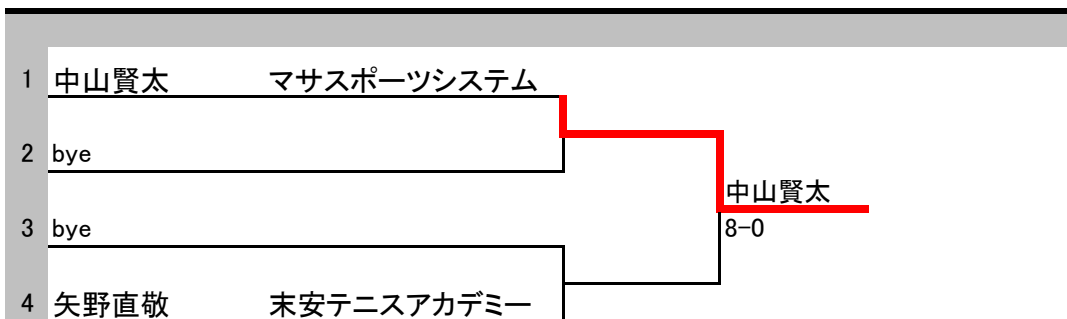 1 中山賢太 マサスポーツシステム
2 bye
中山賢太
3 bye
8-0
4 矢野直敬 末安テニスアカデミー